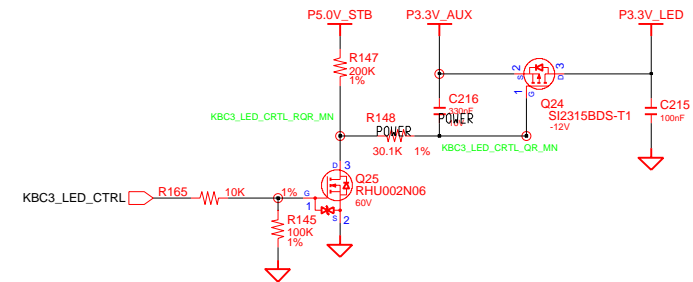 P5.0V_STB
P3.3V_AUX
P3.3V_LED
R147
200K
1%
2
S
3
D
1
G
Q24
SI2315BDS-T1
-12V
C216
330nF
POWER
C215
100nF
KBC3_LED_CRTL_RQR_MN
R148
POWER
30.1K 1%
KBC3_LED_CRTL_QR_MN
D 3
Q25
RHU002N06
60V
G
1
S
2
KBC3_LED_CTRL
R165
10K
1%
R145
100K
1%